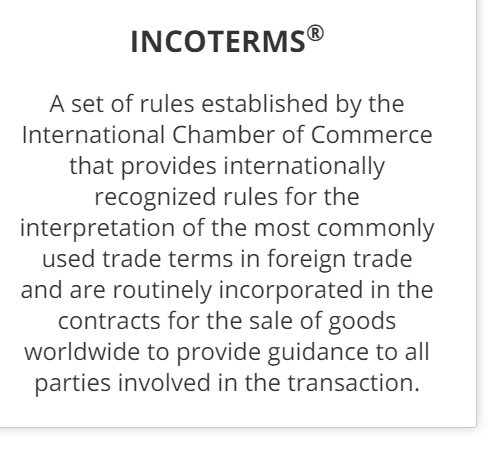 INCOTERMS®
A set of rules established by the
International Chamber of Commerce
that provides internationally
recognized rules for the
interpretation of the most commonly
used trade terms in foreign trade
and are routinely incorporated in the
contracts for the sale of goods
worldwide to provide guidance to all
parties involved in the transaction.